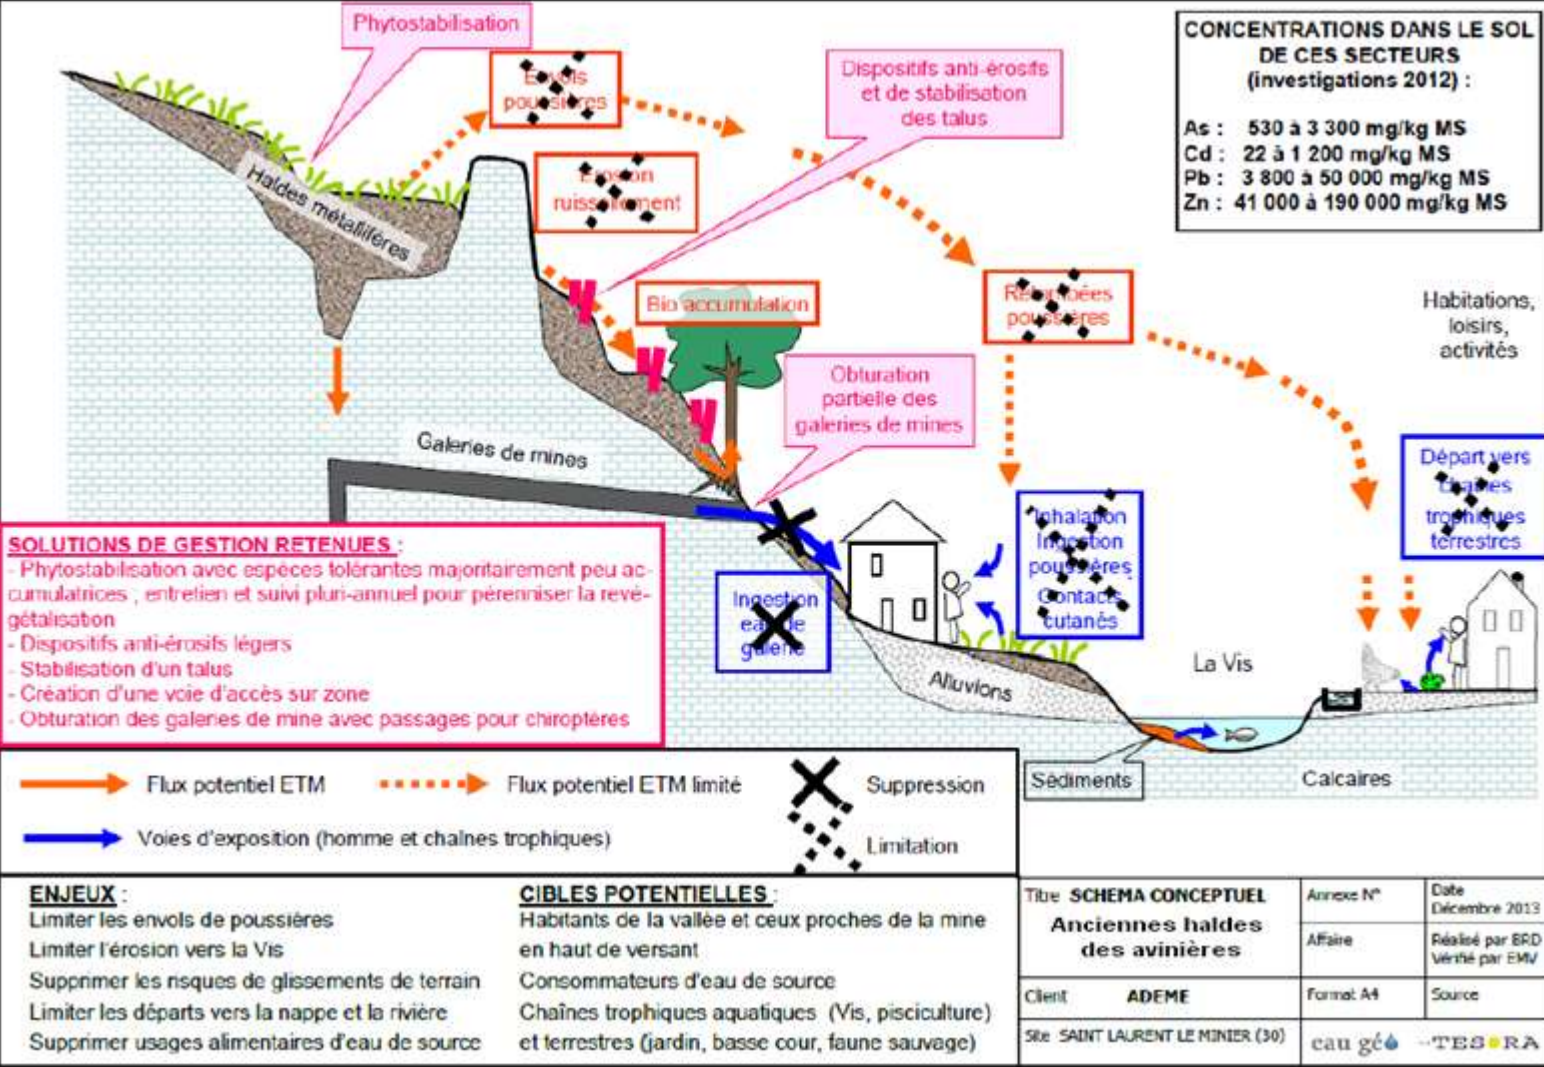 Phytostabilisation
Envols
poussières
Dispositifs anti-érosifs
et de stabilisation
des talus
CONCENTRATIONS DANS LE SOL
DE CES SECTEURS
(investigations 2012) :
As : 530 à 3 300 mg/kg MS
Cd : 22 à 1 200 mg/kg MS
Pb : 3 800 à 50 000 mg/kg MS
Zn : 41 000 à 190 000 mg/kg MS
Haldes métallifères
Erosion
ruissellement
Bio accumulation
Retombées
poussières
Habitations,
loisirs,
activités
Obturation
partielle des
galeries de mines
Galeries de mines
Départ vers
chaînes
trophiques
terrestres
Inhalation
Ingestion
poussières
Contacts
cutanés
Ingestion
eau de
galerie
SOLUTIONS DE GESTION RETENUES :
- Phytostabilisation avec espèces tolérantes majoritairement peu ac-
cumulatrices , entretien et suivi pluri-annuel pour pérenniser la revé-
gétalisation
- Dispositifs anti-érosifs légers
- Stabilisation d'un talus
- Création d'une voie d'accès sur zone
- Obturation des galeries de mine avec passages pour chiroptères
La Vis
Alluvions
Sédiments
Calcaires
Flux potentiel ETM
Flux potentiel ETM limité
Suppression
Voies d'exposition (homme et chaînes trophiques)
Limitation
ENJEUX :
Limiter les envols de poussières
Limiter l'érosion vers la Vis
Supprimer les risques de glissements de terrain
Limiter les départs vers la nappe et la rivière
Supprimer usages alimentaires d'eau de source
CIBLES POTENTIELLES :
Habitants de la vallée et ceux proches de la mine
en haut de versant
Consommateurs d'eau de source
Chaînes trophiques aquatiques (Vis, pisciculture)
et terrestres (jardin, basse cour, faune sauvage)
Titre SCHEMA CONCEPTUEL
Anciennes haldes
des avinières
Annexe N°
Date
Décembre 2013
Affaire
Réalisé par BRD
Vérifié par EMV
Client ADEME
Format A4
Source
Site SAINT LAURENT LE MINIER (30)
eau géo
TESORA